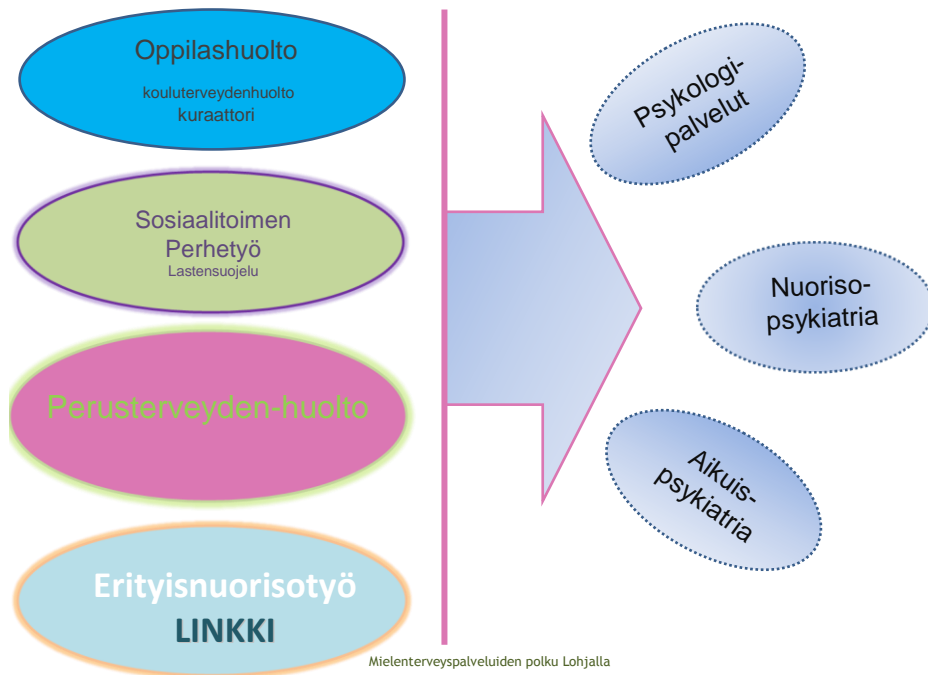 Oppilashuolto
kouluterveydenhuolto
kuraattori
Sosiaalitoimen
Perhetyö
Lastensuojelu
Perusterveyden-huolto
Erityisnuorisotyö
LINKKI
Psykologi-
palvelut
Nuoriso-
psykiatria
Aikuis-
psykiatria
Mielenterveyspalveluiden polku Lohjalla